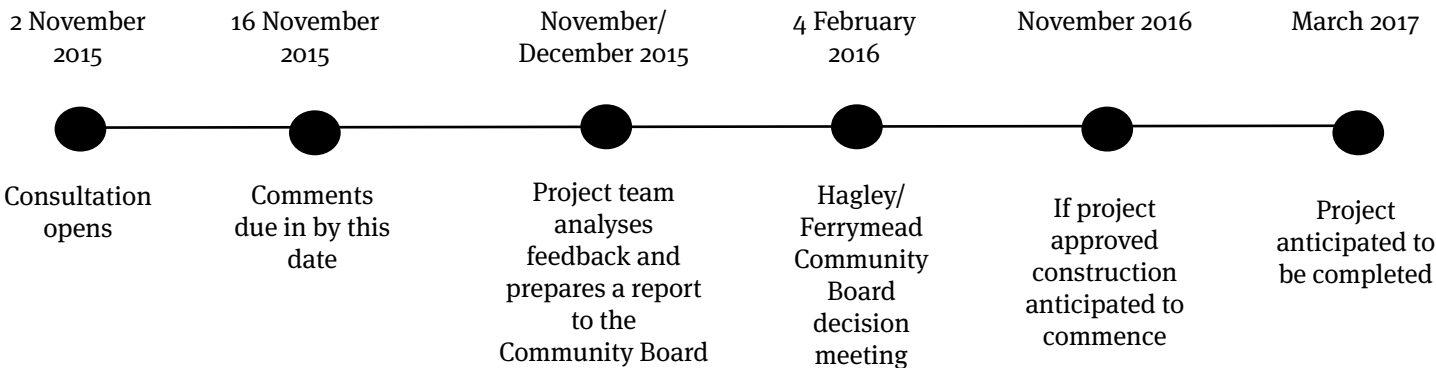 2 November
2015
16 November
2015
November/
December 2015
4 February
2016
November 2016
March 2017
Consultation
opens
Comments
due in by this
date
Project team
analyses
feedback and
prepares a report
to the
Community Board
Hagley/
Ferrymead
Community
Board
decision
meeting
If project
approved
construction
anticipated to
commence
Project
anticipated to
be completed